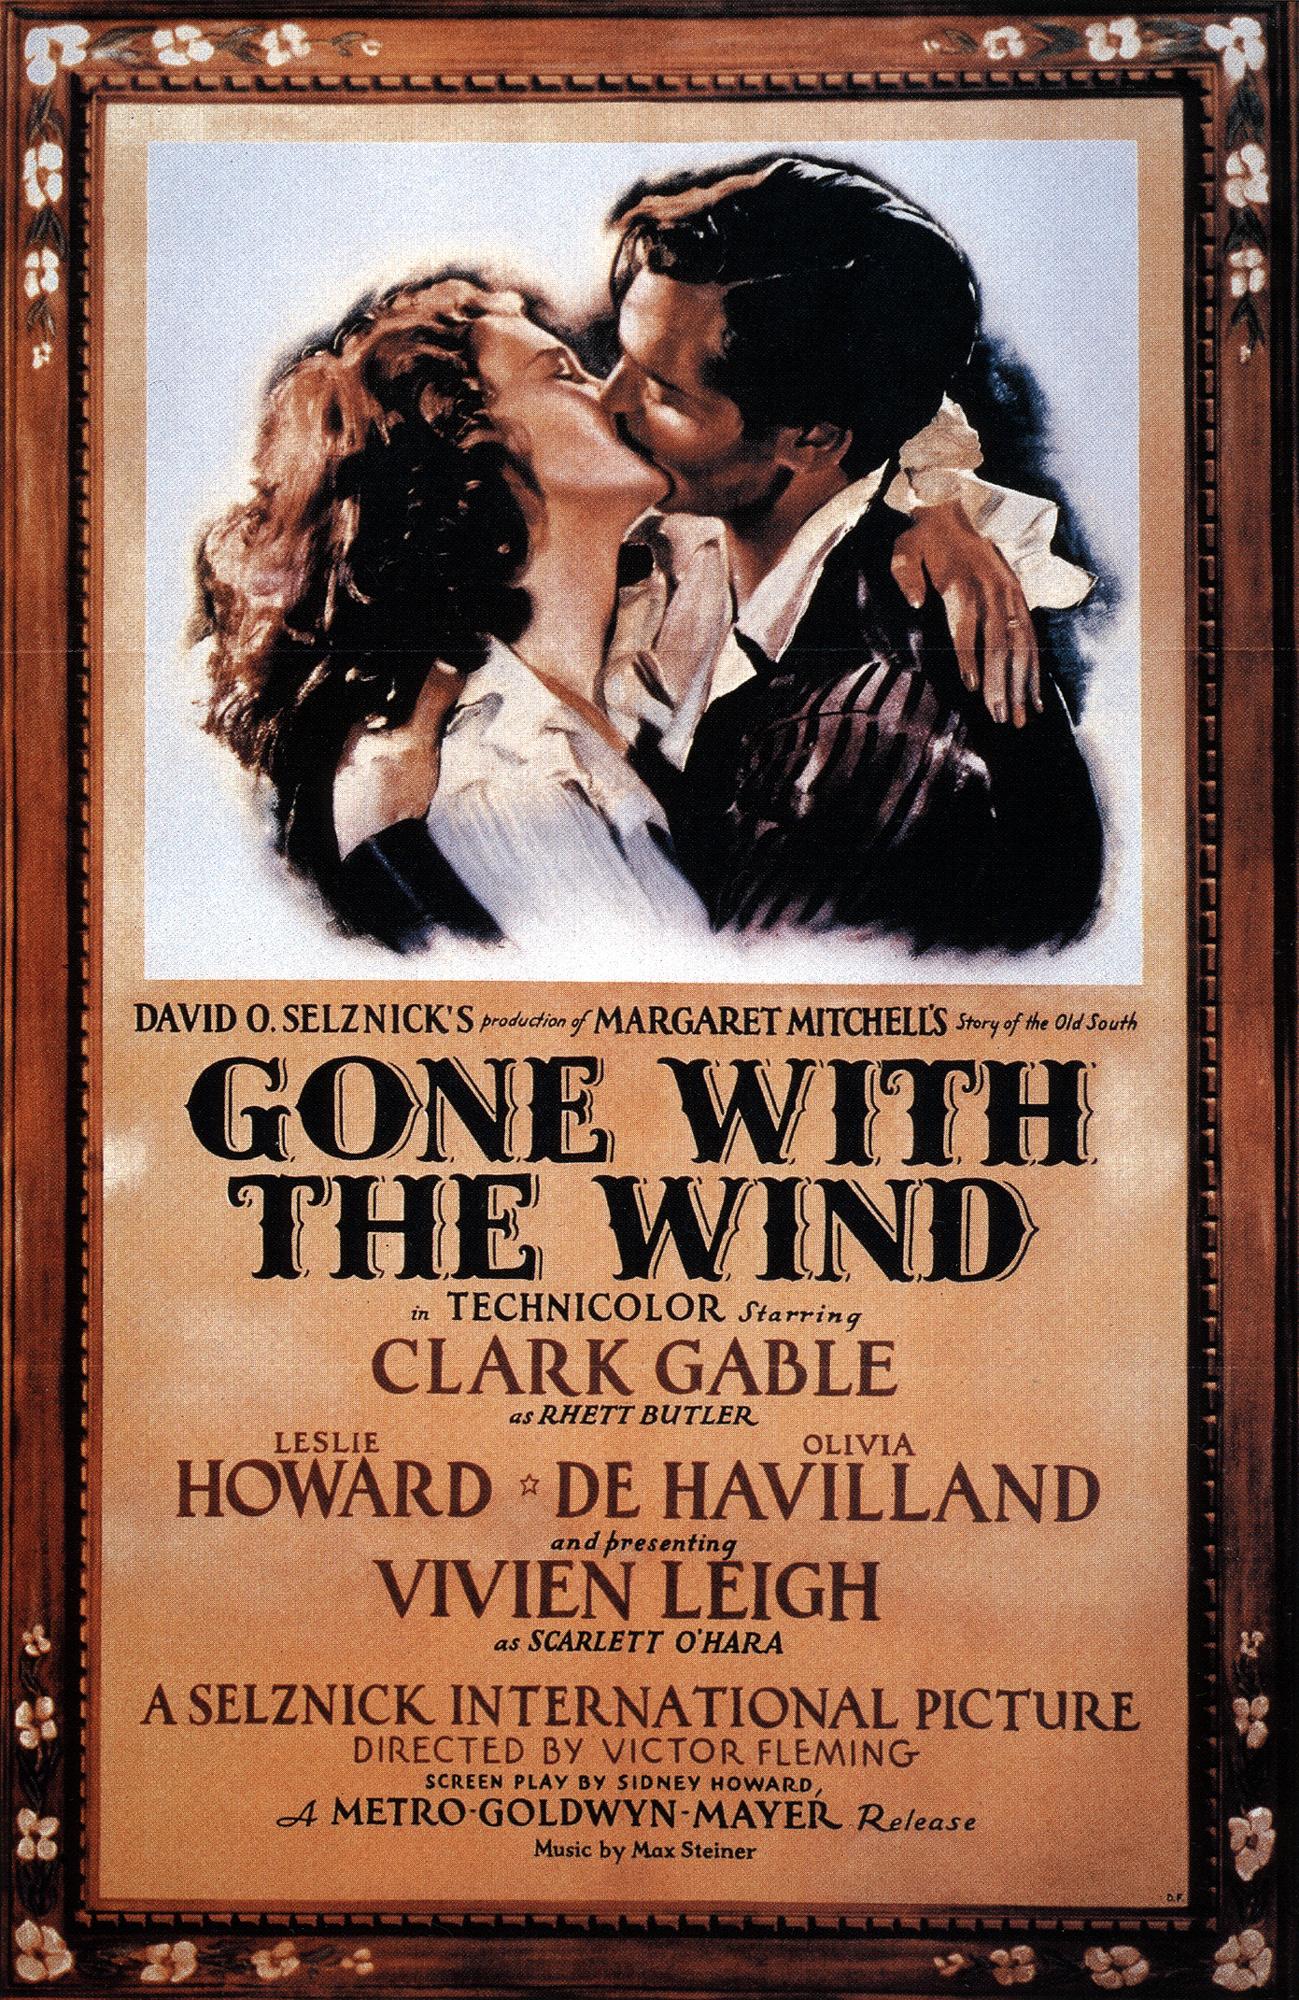 DAVID O. SELZNICK'S production of MARGARET MITCHELL'S Story of the Old South
GONE WITH
THE WIND
in TECHNICOLOR Starring
CLARK GABLE
as RHETT BUTLER
LESLIE OLIVIA
HOWARD ☆ DE HAVILLAND
and presenting
VIVIEN LEIGH
as SCARLETT O'HARA
A SELZNICK INTERNATIONAL PICTURE
DIRECTED BY VICTOR FLEMING
SCREEN PLAY BY SIDNEY HOWARD,
A METRO-GOLDWYN-MAYER Release
Music by Max Steiner
D.F.